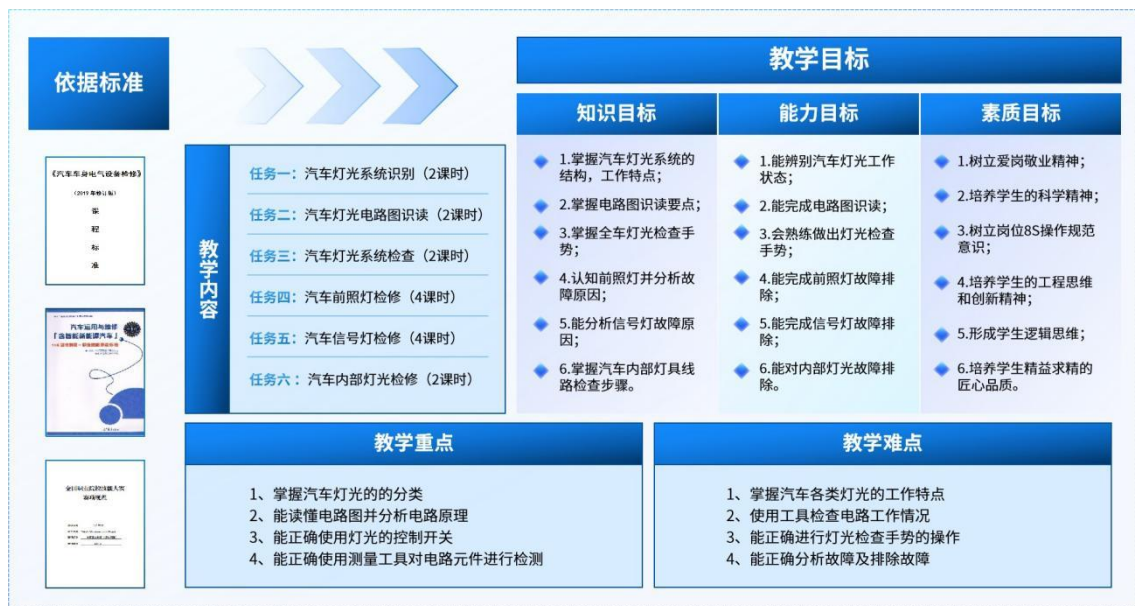 依据标准
《汽车车身电气设备检修》
(2019年修订版)
课
程
标
准
汽车运用与维修
教学内容
任务一：汽车灯光系统识别（2课时）
任务二：汽车灯光电路图识读（2课时）
任务三：汽车灯光系统检查（2课时）
任务四：汽车前照灯检修（4课时）
任务五：汽车信号灯检修（4课时）
任务六：汽车内部灯光检修（2课时）
教学目标
知识目标
1.掌握汽车灯光系统的
结构，工作特点；
2.掌握电路图识读要点；
3.掌握全车灯光检查手
势；
4.认知前照灯并分析故
障原因；
5.能分析信号灯故障原
因；
6.掌握汽车内部灯具线
路检查步骤。
能力目标
1.能辨别汽车灯光工作
状态；
2.能完成电路图识读；
3.会熟练做出灯光检查
手势；
4.能完成前照灯故障排
除；
5.能完成信号灯故障排
除；
6.能对内部灯光故障排
除。
素质目标
1.树立爱岗敬业精神；
2.培养学生的科学精神；
3.树立岗位8S操作规范
意识；
4.培养学生的工程思维
和创新精神；
5.形成学生逻辑思维；
6.培养学生精益求精的
匠心品质。
教学重点
1、掌握汽车灯光的的分类
2、能读懂电路图并分析电路原理
3、能正确使用灯光的控制开关
4、能正确使用测量工具对电路元件进行检测
教学难点
1、掌握汽车各类灯光的工作特点
2、使用工具检查电路工作情况
3、能正确进行灯光检查手势的操作
4、能正确分析故障及排除故障